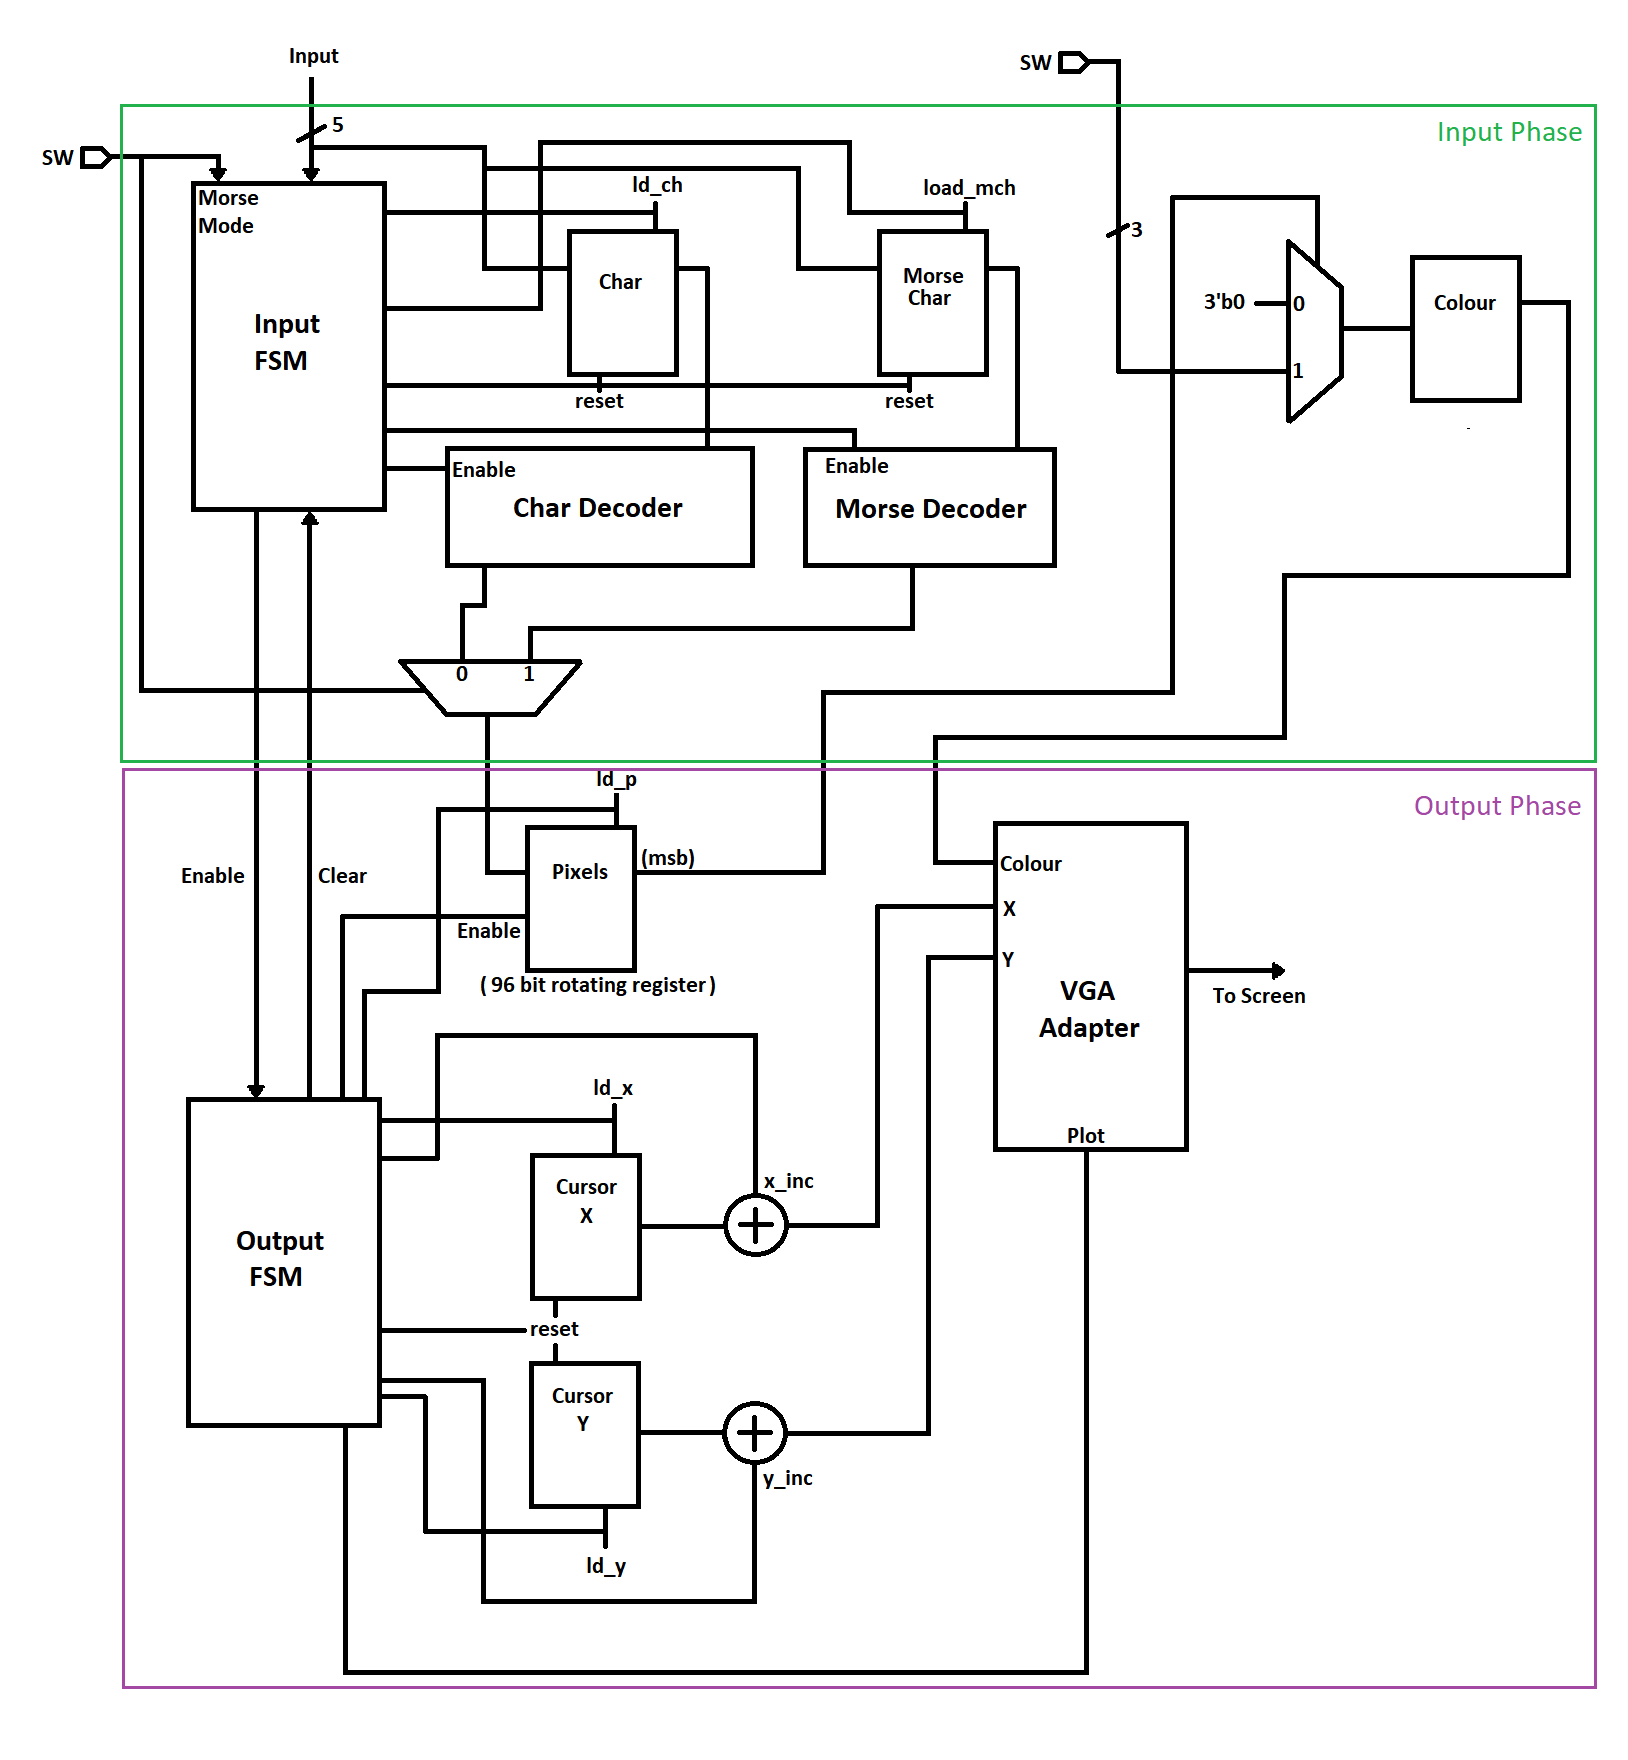 Input
SW
5
Input Phase
SW
Morse
Mode
ld_ch
load_mch
3
Char
Morse
Char
3'b0
0
Colour
Input
FSM
1
reset
reset
Enable
Enable
Char Decoder
Morse Decoder
0
1
ld_p
Output Phase
(msb)
Pixels
Colour
Enable
Clear
X
Enable
Y
( 96 bit rotating register )
VGA
To Screen
Adapter
ld_x
Plot
x_inc
Cursor
X
Output
FSM
reset
Cursor
Y
y_inc
ld_y